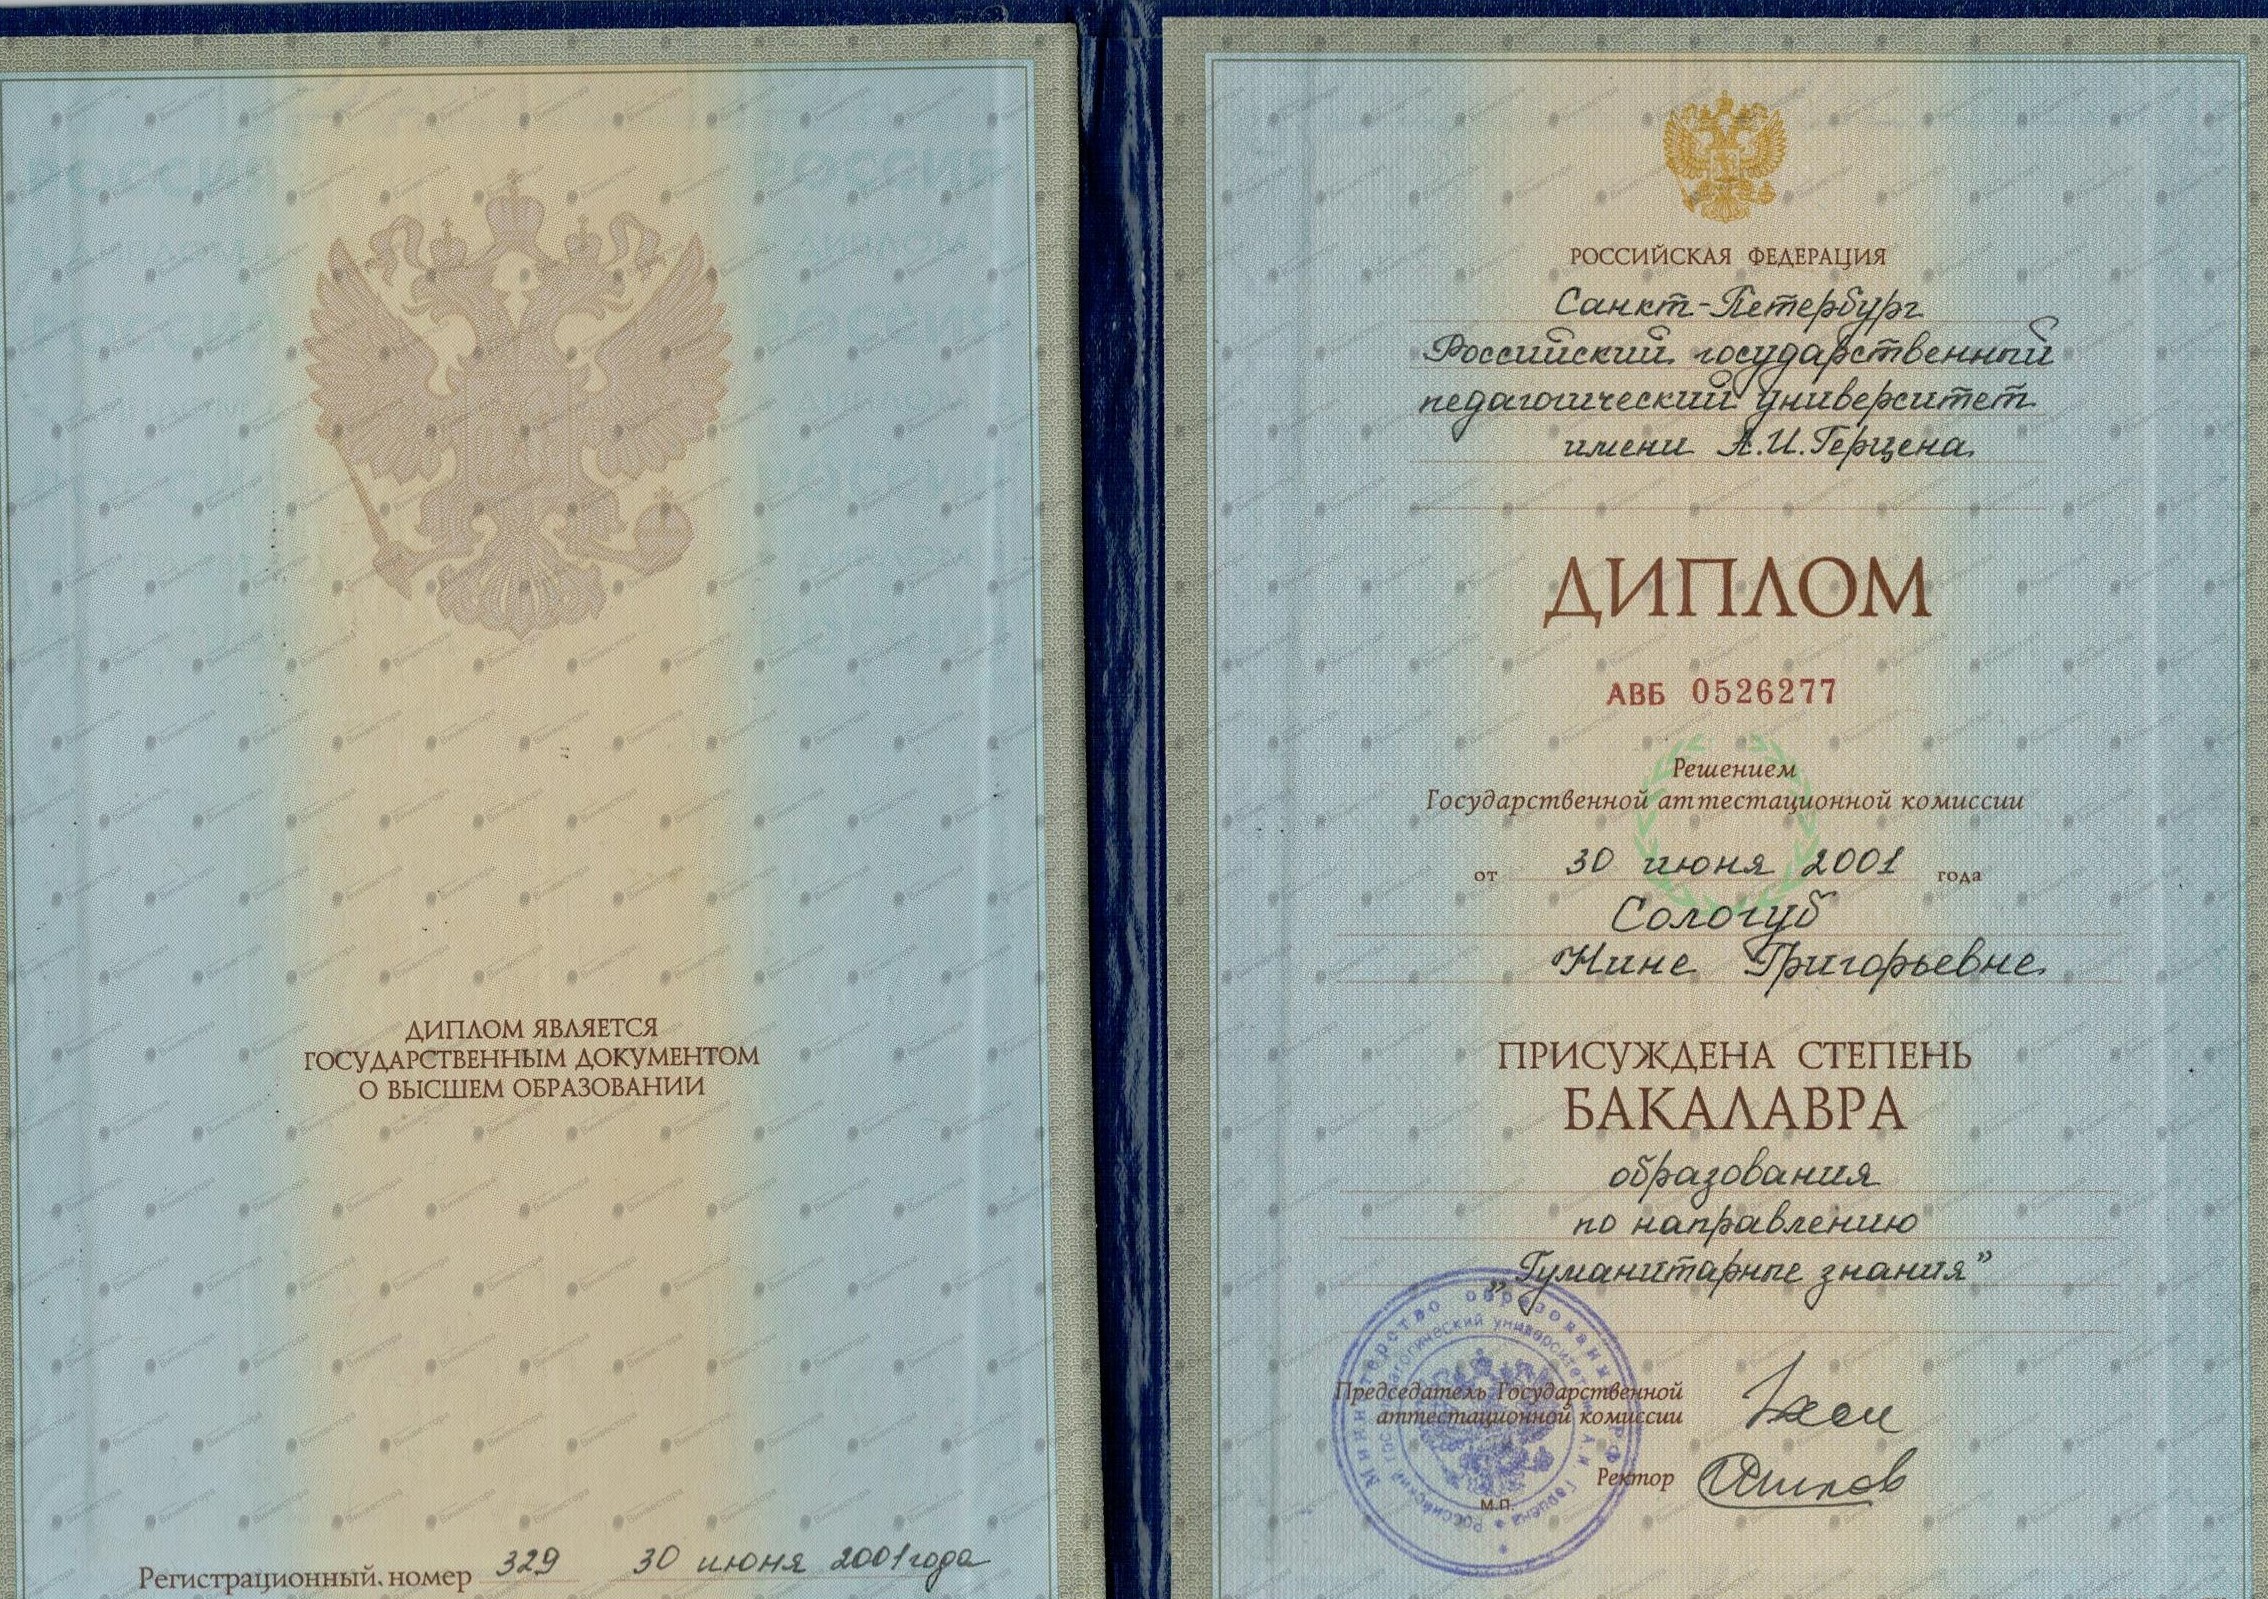 ДИПЛОМ ЯВЛЯЕТСЯ
ГОСУДАРСТВЕННЫМ ДОКУМЕНТОМ
О ВЫСШЕМ ОБРАЗОВАНИИ
Регистрационный номер 329 30 июня 2001 года
РОССИЙСКАЯ ФЕДЕРАЦИЯ
Санкт-Петербург
Российский государственный
педагогический университет
имени А.И.Герцена
ДИПЛОМ
АВБ 0526277
Решением
Государственной аттестационной комиссии
от 30 июня 2001 года
Сологуб
Нине Григорьевне
ПРИСУЖДЕНА СТЕПЕНЬ
БАКАЛАВРА
образования
по направлению
„Гуманитарные знания”
Председатель Государственной
аттестационной комиссии
Ректор
М.П.